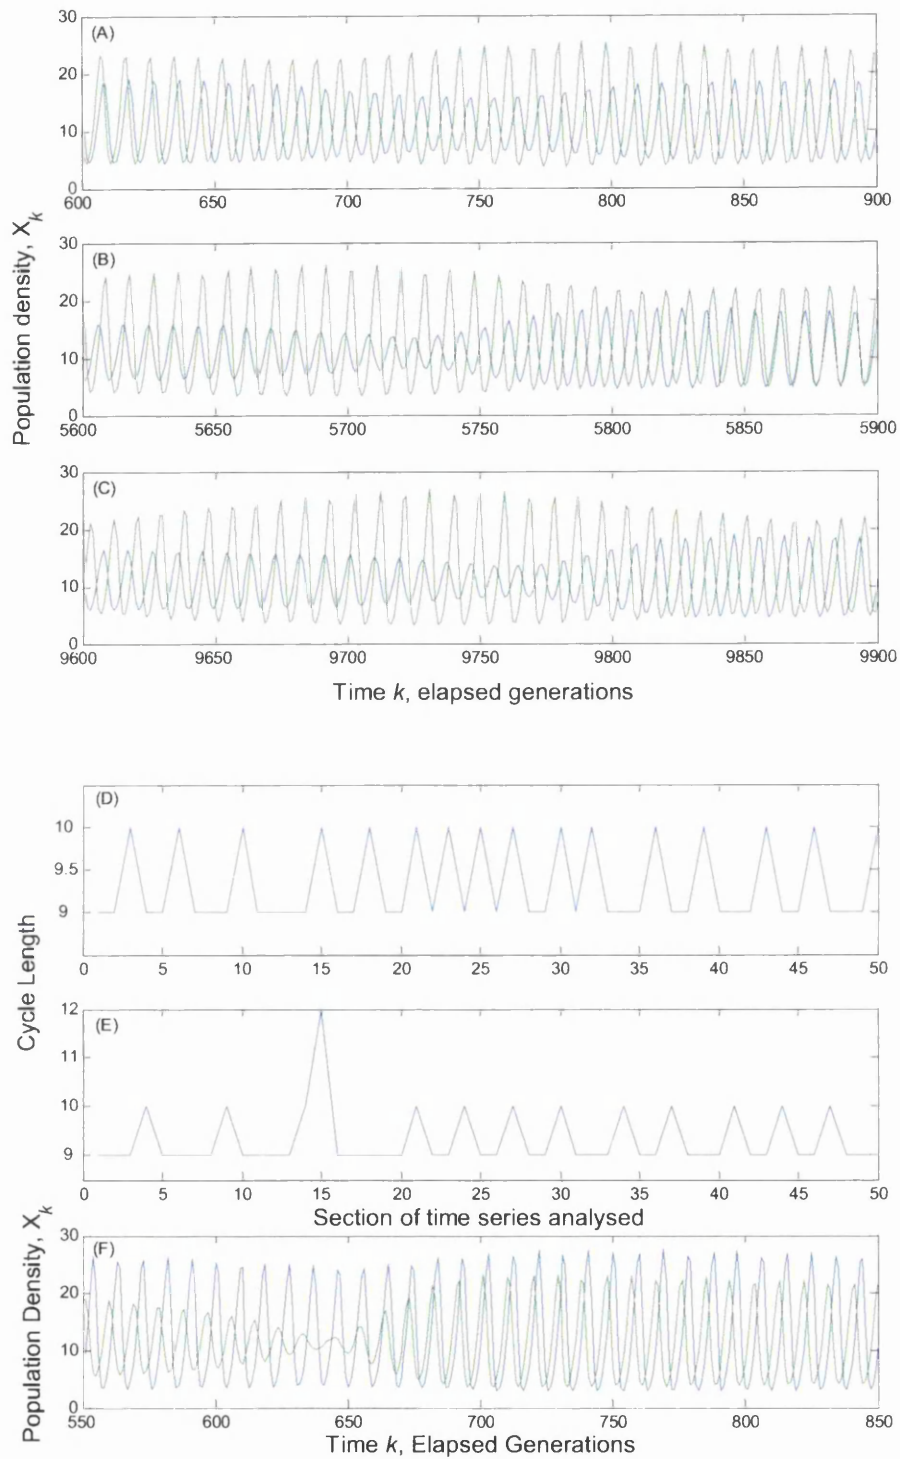 30
(A)
20
10
0
600 650 700 750 800 850 900
Population density, Xk
30
(B)
20
10
0
5600 5650 5700 5750 5800 5850 5900
30
(C)
20
10
0
9600 9650 9700 9750 9800 9850 9900
Time k, elapsed generations
(D)
10
9.5
9
0 5 10 15 20 25 30 35 40 45 50
Cycle Length
12
(E)
11
10
9
0 5 10 15 20 25 30 35 40 45 50
Section of time series analysed
Population Density, Xk
30
(F)
20
10
0
550 600 650 700 750 800 850
Time k, Elapsed Generations